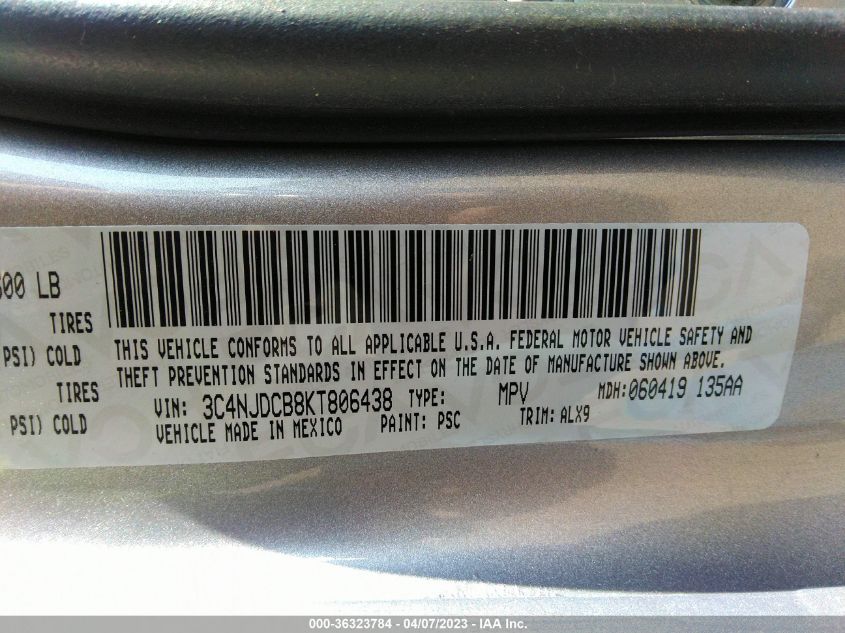 500 LB
TIRES
PSI) COLD
TIRES
PSI) COLD
THIS VEHICLE CONFORMS TO ALL APPLICABLE U.S.A. FEDERAL MOTOR VEHICLE SAFETY AND
THEFT PREVENTION STANDARDS IN EFFECT ON THE DATE OF MANUFACTURE SHOWN ABOVE.
VIN: 3C4NJDCB8KT806438 TYPE: MPV MDH: 060419 135AA
VEHICLE MADE IN MEXICO PAINT: PSC TRIM: ALX9
000-36323784 - 04/07/2023 - IAA Inc.